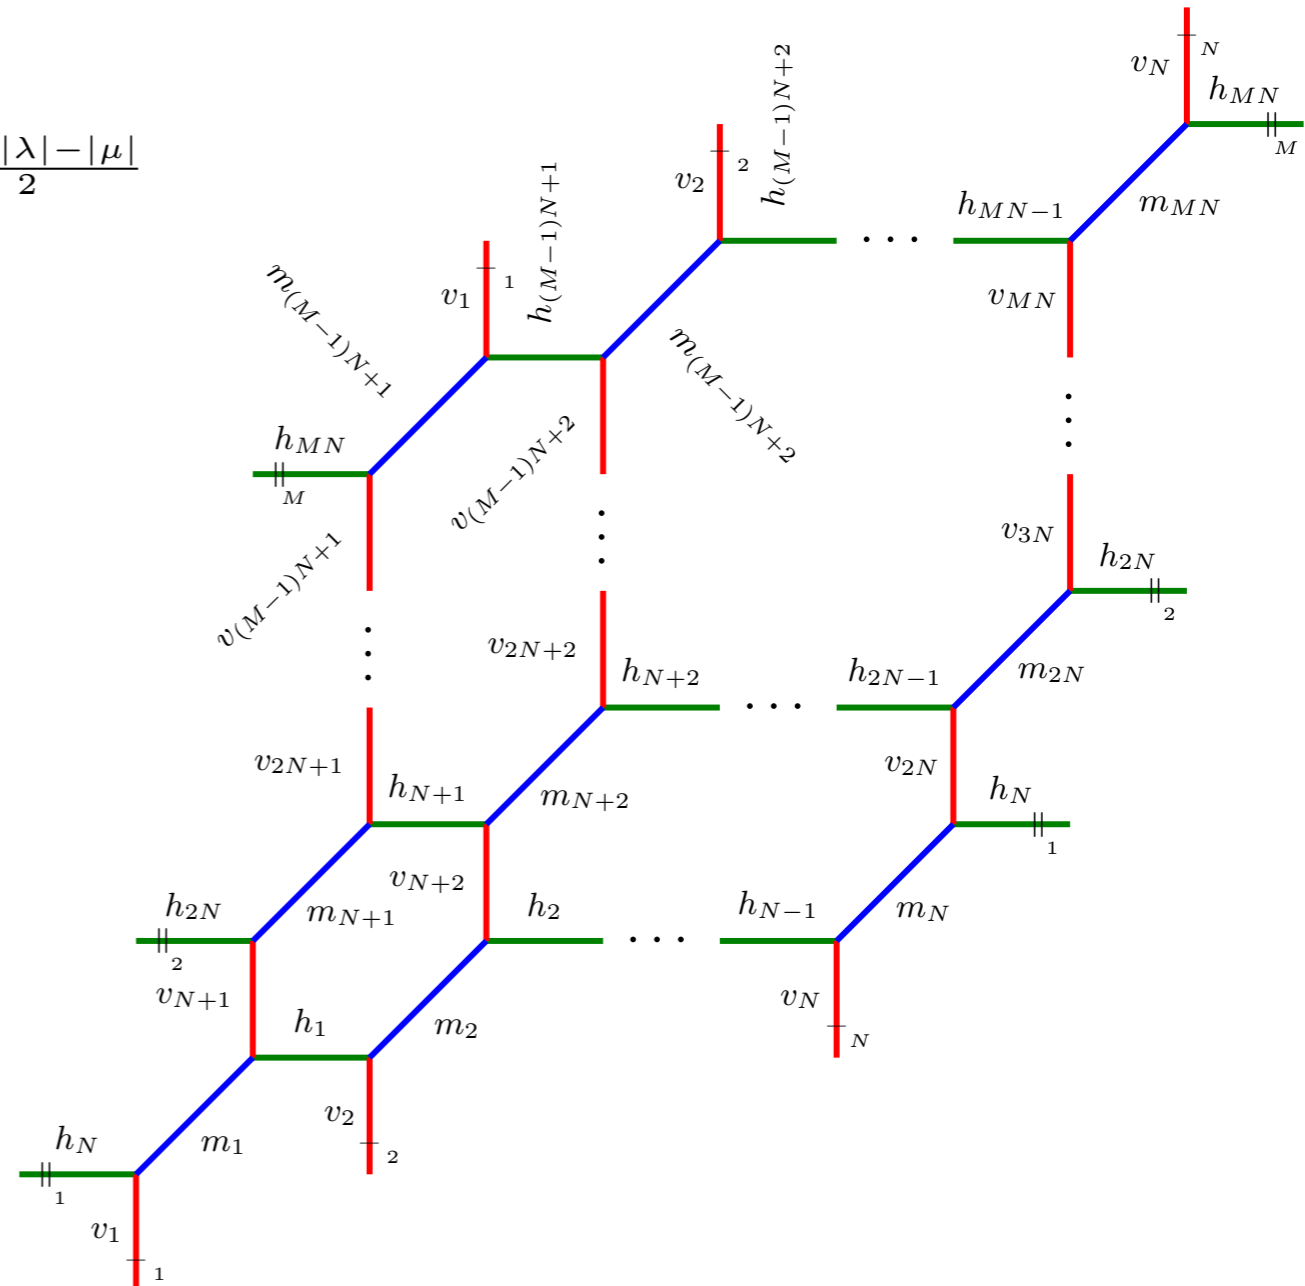 N
v_N
h_{MN}
M
|λ|−|μ|
2
h_{(M−1)N+2}
2
v_2
h_{MN−1}
m_{MN}
h_{(M−1)N+1}
1
v_1
v_{MN}
m_{(M−1)N+1}
m_{(M−1)N+2}
h_{MN}
M
v_{(M−1)N+2}
v_{(M−1)N+1}
v_{3N}
h_{2N}
2
v_{2N+2}
h_{N+2}
···
h_{2N−1}
m_{2N}
v_{2N+1}
h_{N+1}
m_{N+2}
v_{2N}
h_N
1
v_{N+2}
h_{2N}
m_{N+1}
h_2
···
h_{N−1}
m_N
2
v_{N+1}
h_1
m_2
v_N
N
v_2
2
h_N
m_1
1
v_1
1